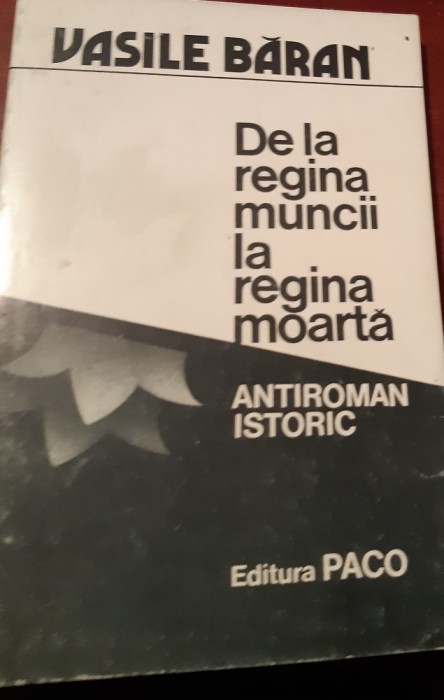 VASILE BĂRAN
De la
regina
muncii
la
regina
moartă
ANTIROMAN
ISTORIC
Editura PACO